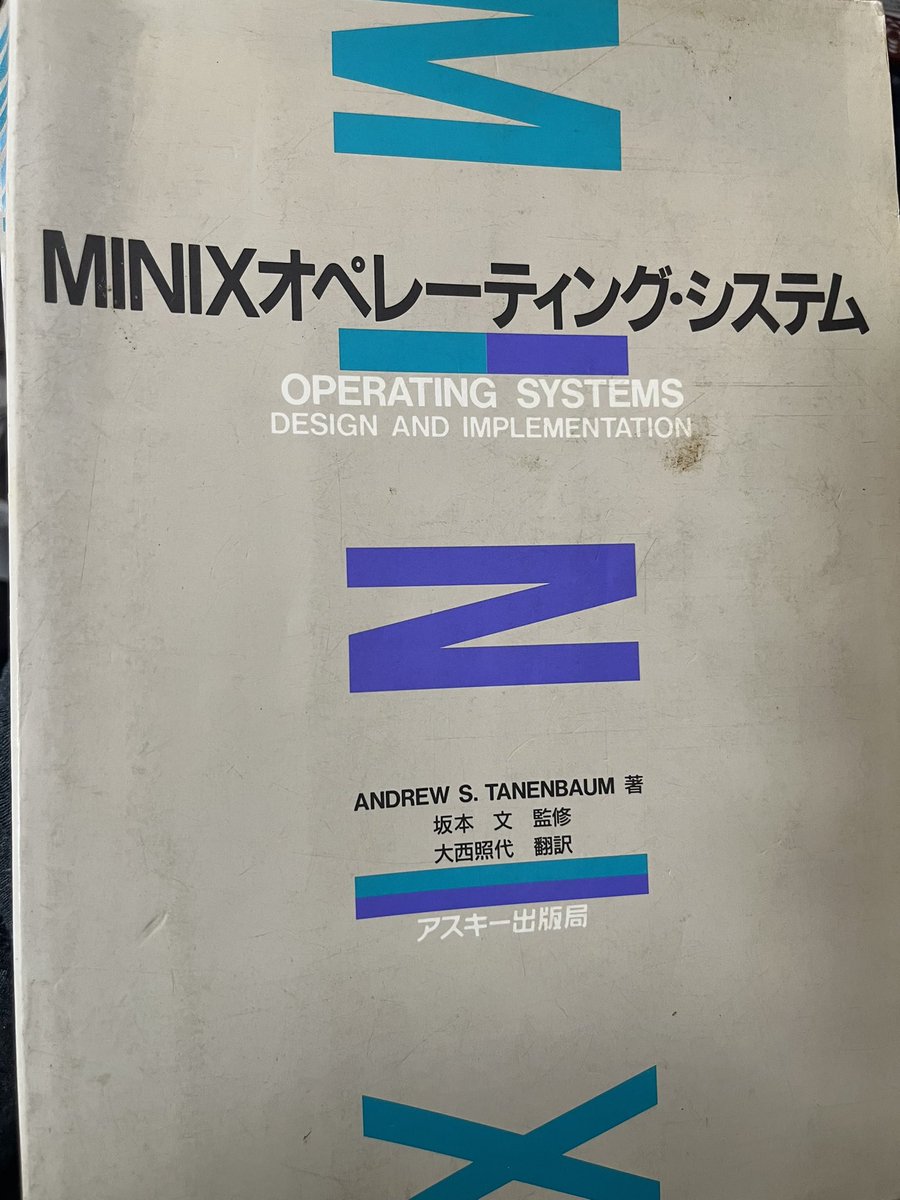 MINIX
MINIXオペレーティング・システム
OPERATING SYSTEMS
DESIGN AND IMPLEMENTATION
ANDREW S. TANENBAUM 著
坂本 文 監修
大西照代 翻訳
アスキー出版局